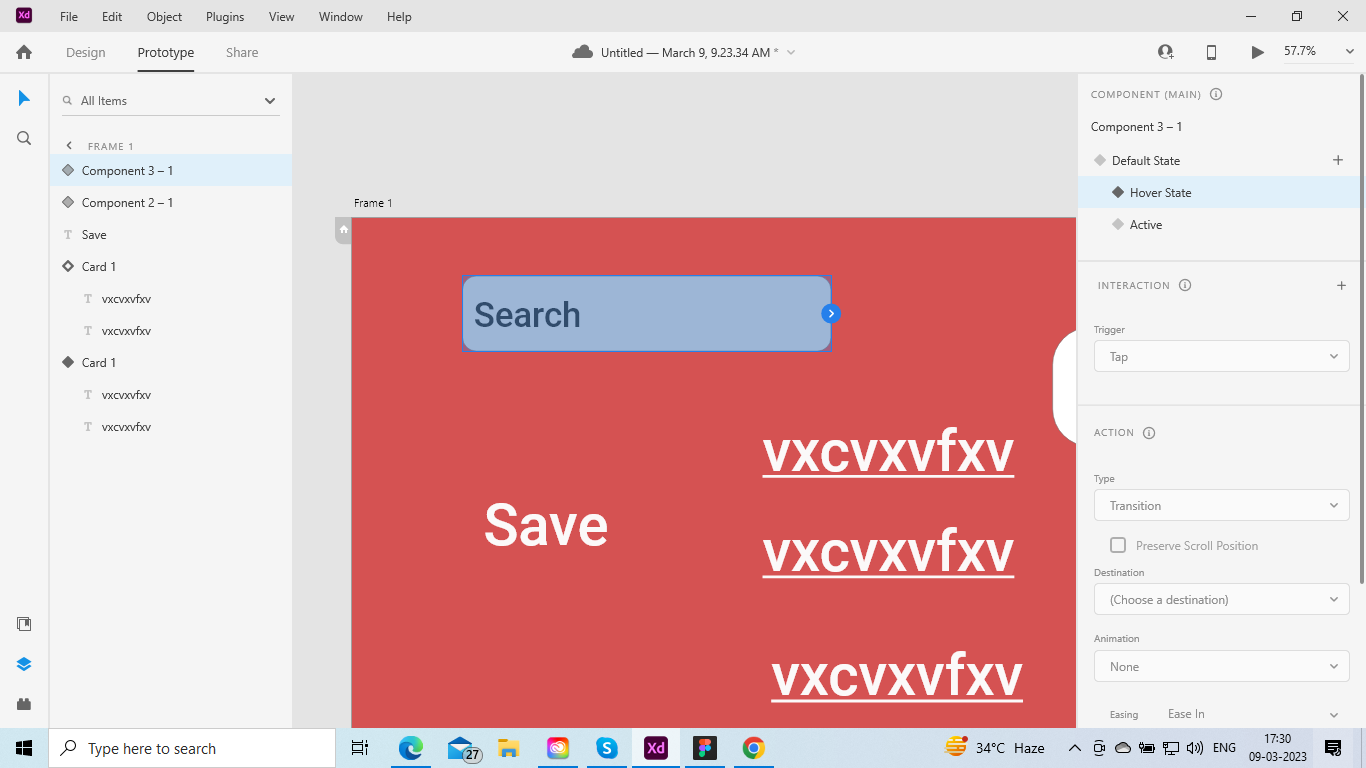 Xd File Edit Object Plugins View Window Help
Design Prototype Share Untitled — March 9, 9.23.34 AM * 57.7%
All Items
FRAME 1
Component 3 – 1
Component 2 – 1
T Save
Card 1
T vxcvxvfxv
T vxcvxvfxv
Card 1
T vxcvxvfxv
T vxcvxvfxv
Frame 1
Search
vxcvxvfxv
Save
vxcvxvfxv
vxcvxvfxv
COMPONENT (MAIN)
Component 3 – 1
Default State
Hover State
Active
INTERACTION
Trigger
Tap
ACTION
Type
Transition
Preserve Scroll Position
Destination
(Choose a destination)
Animation
None
Easing Ease In
Type here to search
27
S
Xd
34°C Haze
ENG
17:30
09-03-2023